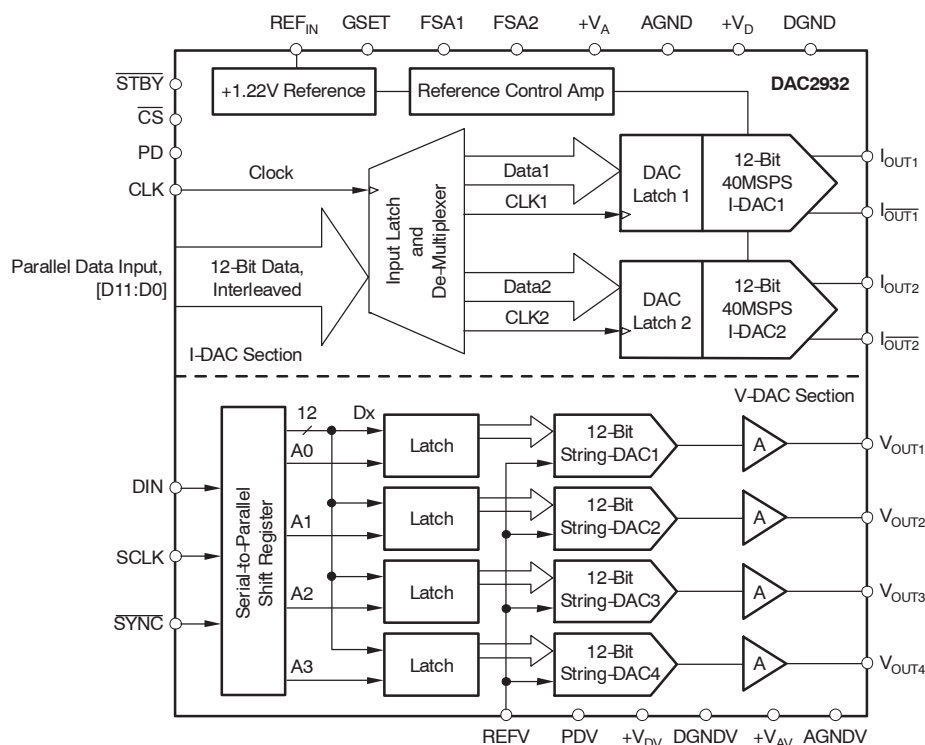 REF_IN GSET FSA1 FSA2 +V_A AGND +V_D DGND
DAC2932
S̅T̅B̅Y̅
C̅S̅
PD
CLK
+1.22V Reference
Reference Control Amp
Clock
Parallel Data Input,
[D11:D0]
12-Bit Data,
Interleaved
Input Latch
and
De-Multiplexer
Data1
CLK1
DAC
Latch 1
12-Bit
40MSPS
I-DAC1
I_OUT1
I_O̅U̅T̅1̅
Data2
CLK2
DAC
Latch 2
12-Bit
40MSPS
I-DAC2
I_OUT2
I_O̅U̅T̅2̅
I-DAC Section
V-DAC Section
DIN
SCLK
S̅Y̅N̅C̅
Serial-to-Parallel
Shift Register
12
Dx
A0
A1
A2
A3
Latch
12-Bit
String-DAC1
A
V_OUT1
Latch
12-Bit
String-DAC2
A
V_OUT2
Latch
12-Bit
String-DAC3
A
V_OUT3
Latch
12-Bit
String-DAC4
A
V_OUT4
REFV PDV +V_DV DGNDV +V_AV AGNDV